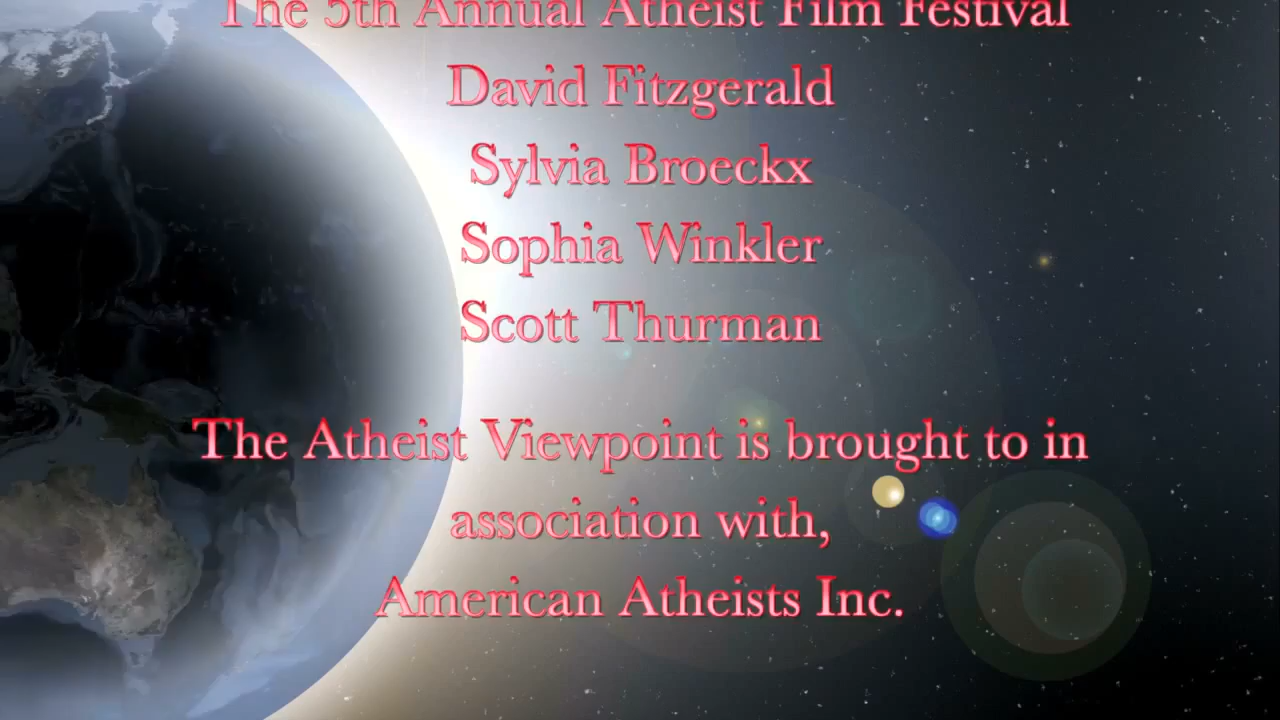 The 5th Annual Atheist Film Festival
David Fitzgerald
Sylvia Broeckx
Sophia Winkler
Scott Thurman
The Atheist Viewpoint is brought to in
association with,
American Atheists Inc.